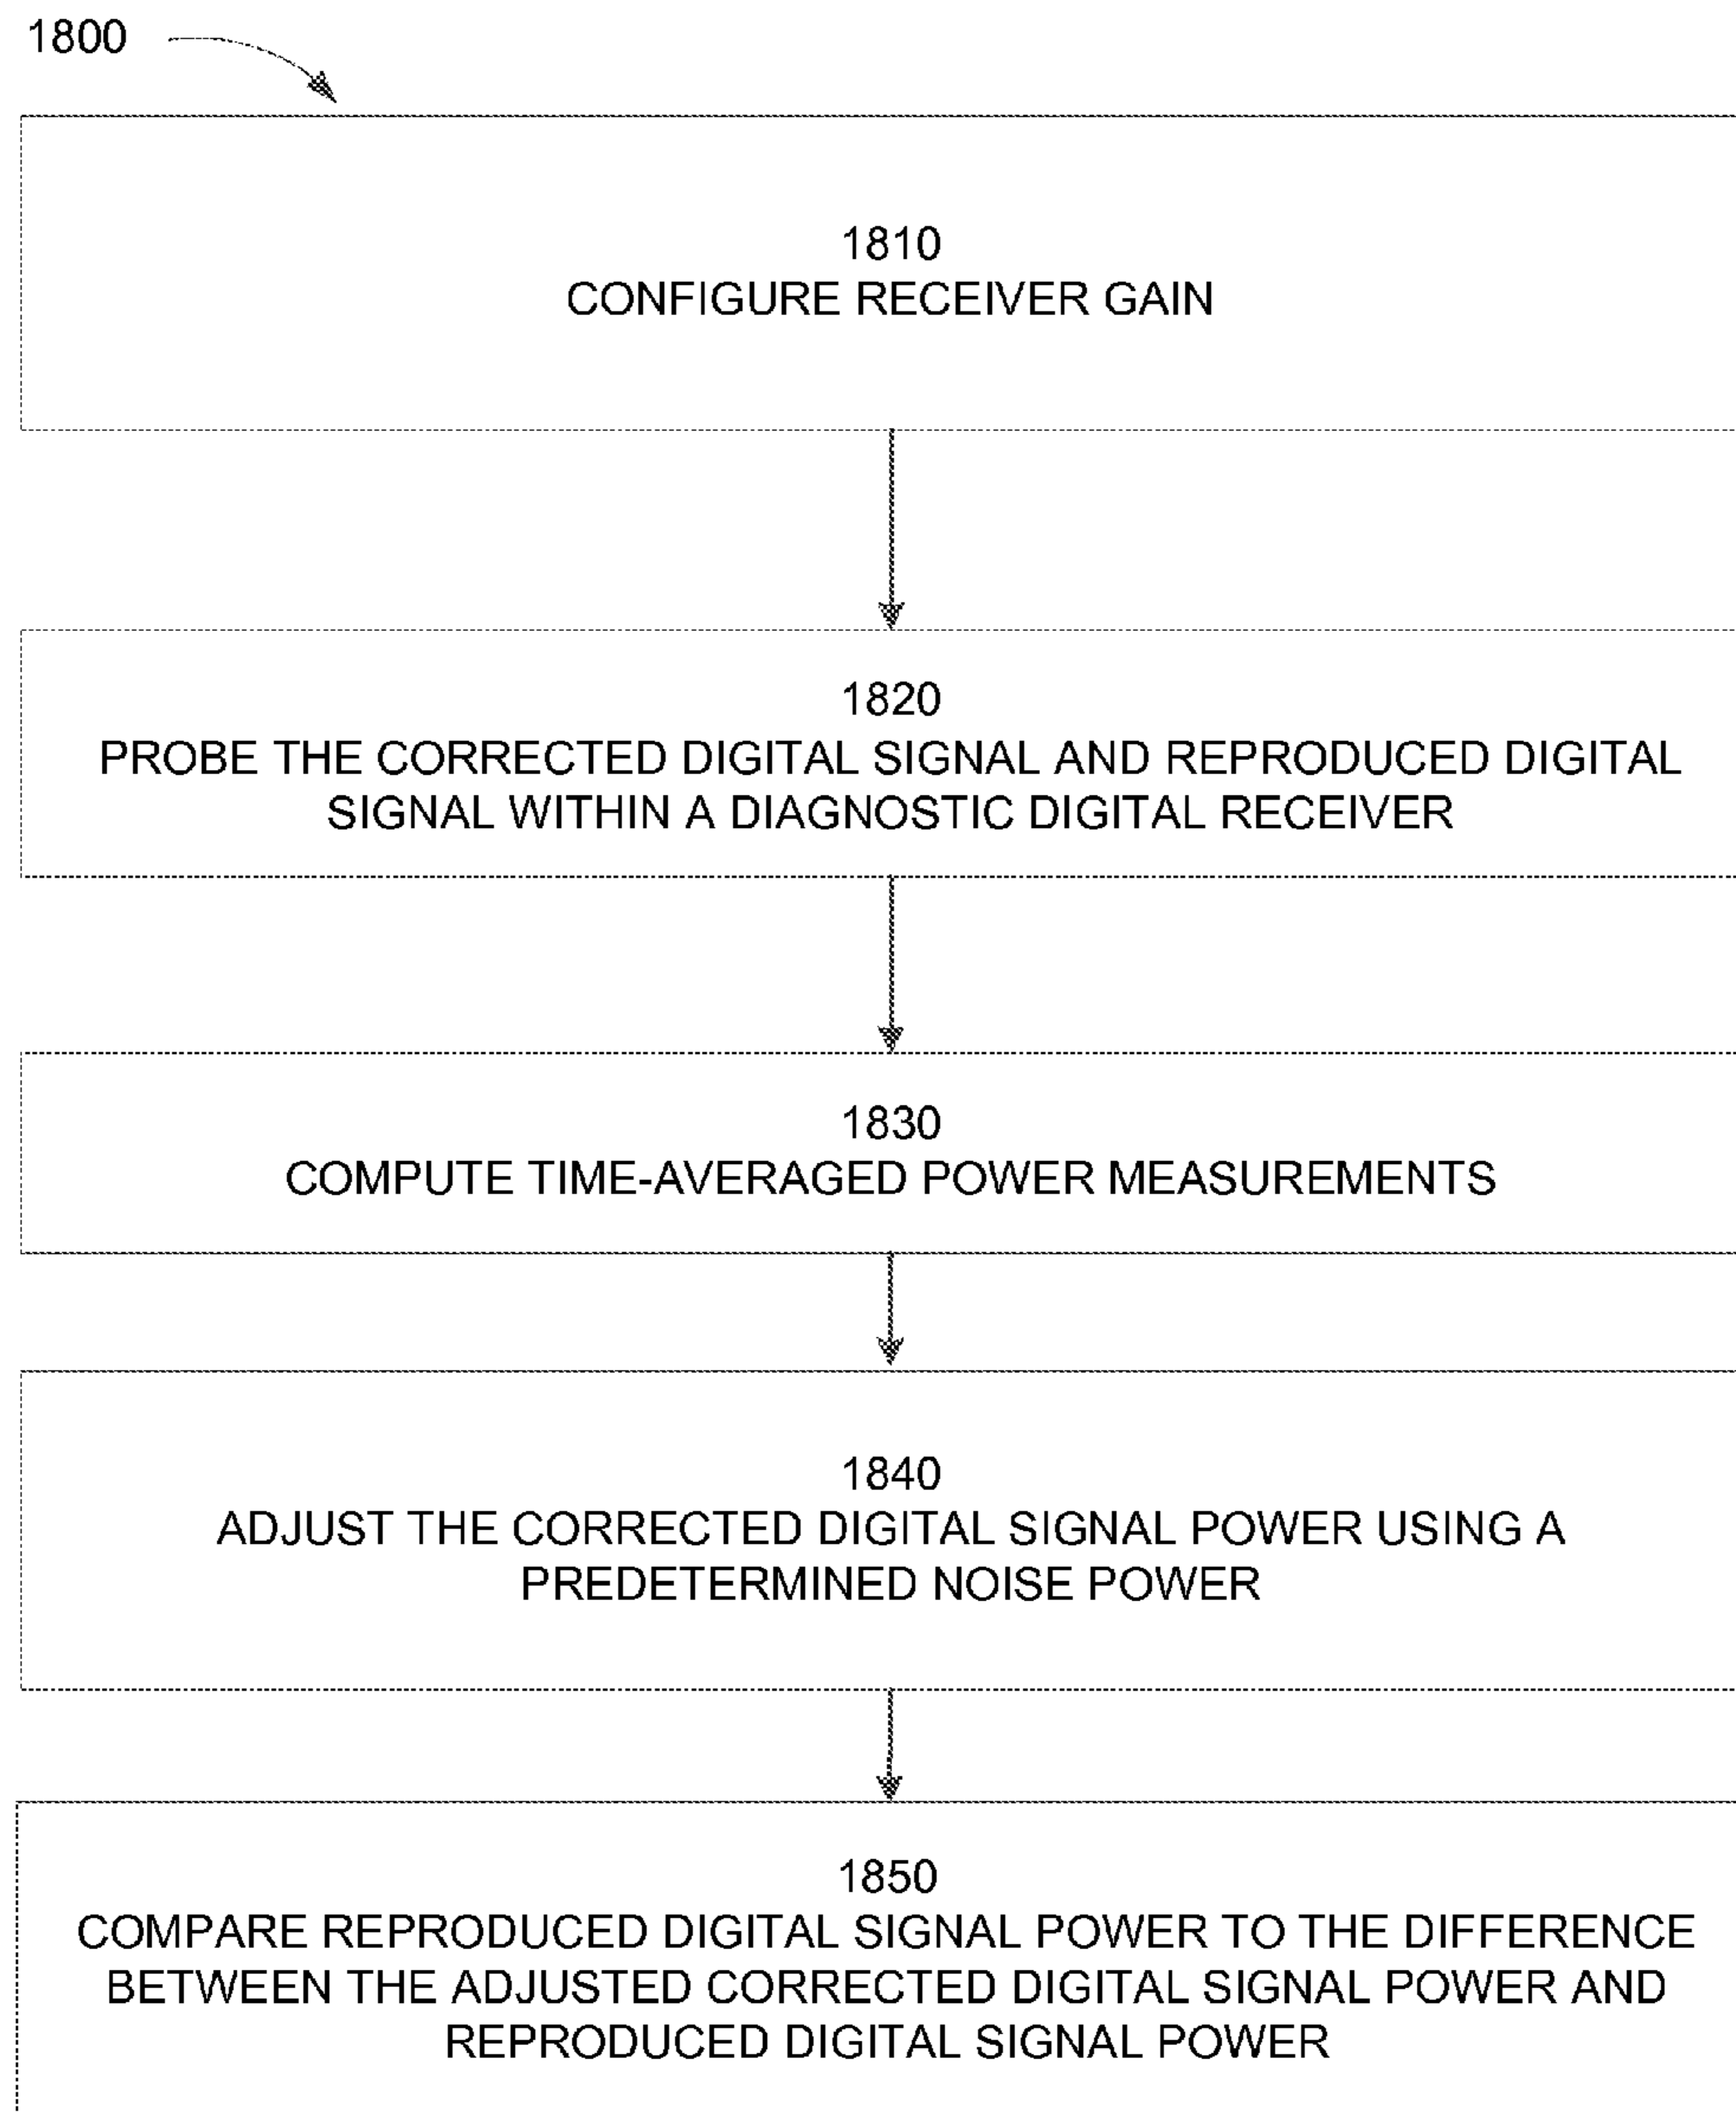 1800
1810
CONFIGURE RECEIVER GAIN
1820
PROBE THE CORRECTED DIGITAL SIGNAL AND REPRODUCED DIGITAL
SIGNAL WITHIN A DIAGNOSTIC DIGITAL RECEIVER
1830
COMPUTE TIME-AVERAGED POWER MEASUREMENTS
1840
ADJUST THE CORRECTED DIGITAL SIGNAL POWER USING A
PREDETERMINED NOISE POWER
1850
COMPARE REPRODUCED DIGITAL SIGNAL POWER TO THE DIFFERENCE
BETWEEN THE ADJUSTED CORRECTED DIGITAL SIGNAL POWER AND
REPRODUCED DIGITAL SIGNAL POWER